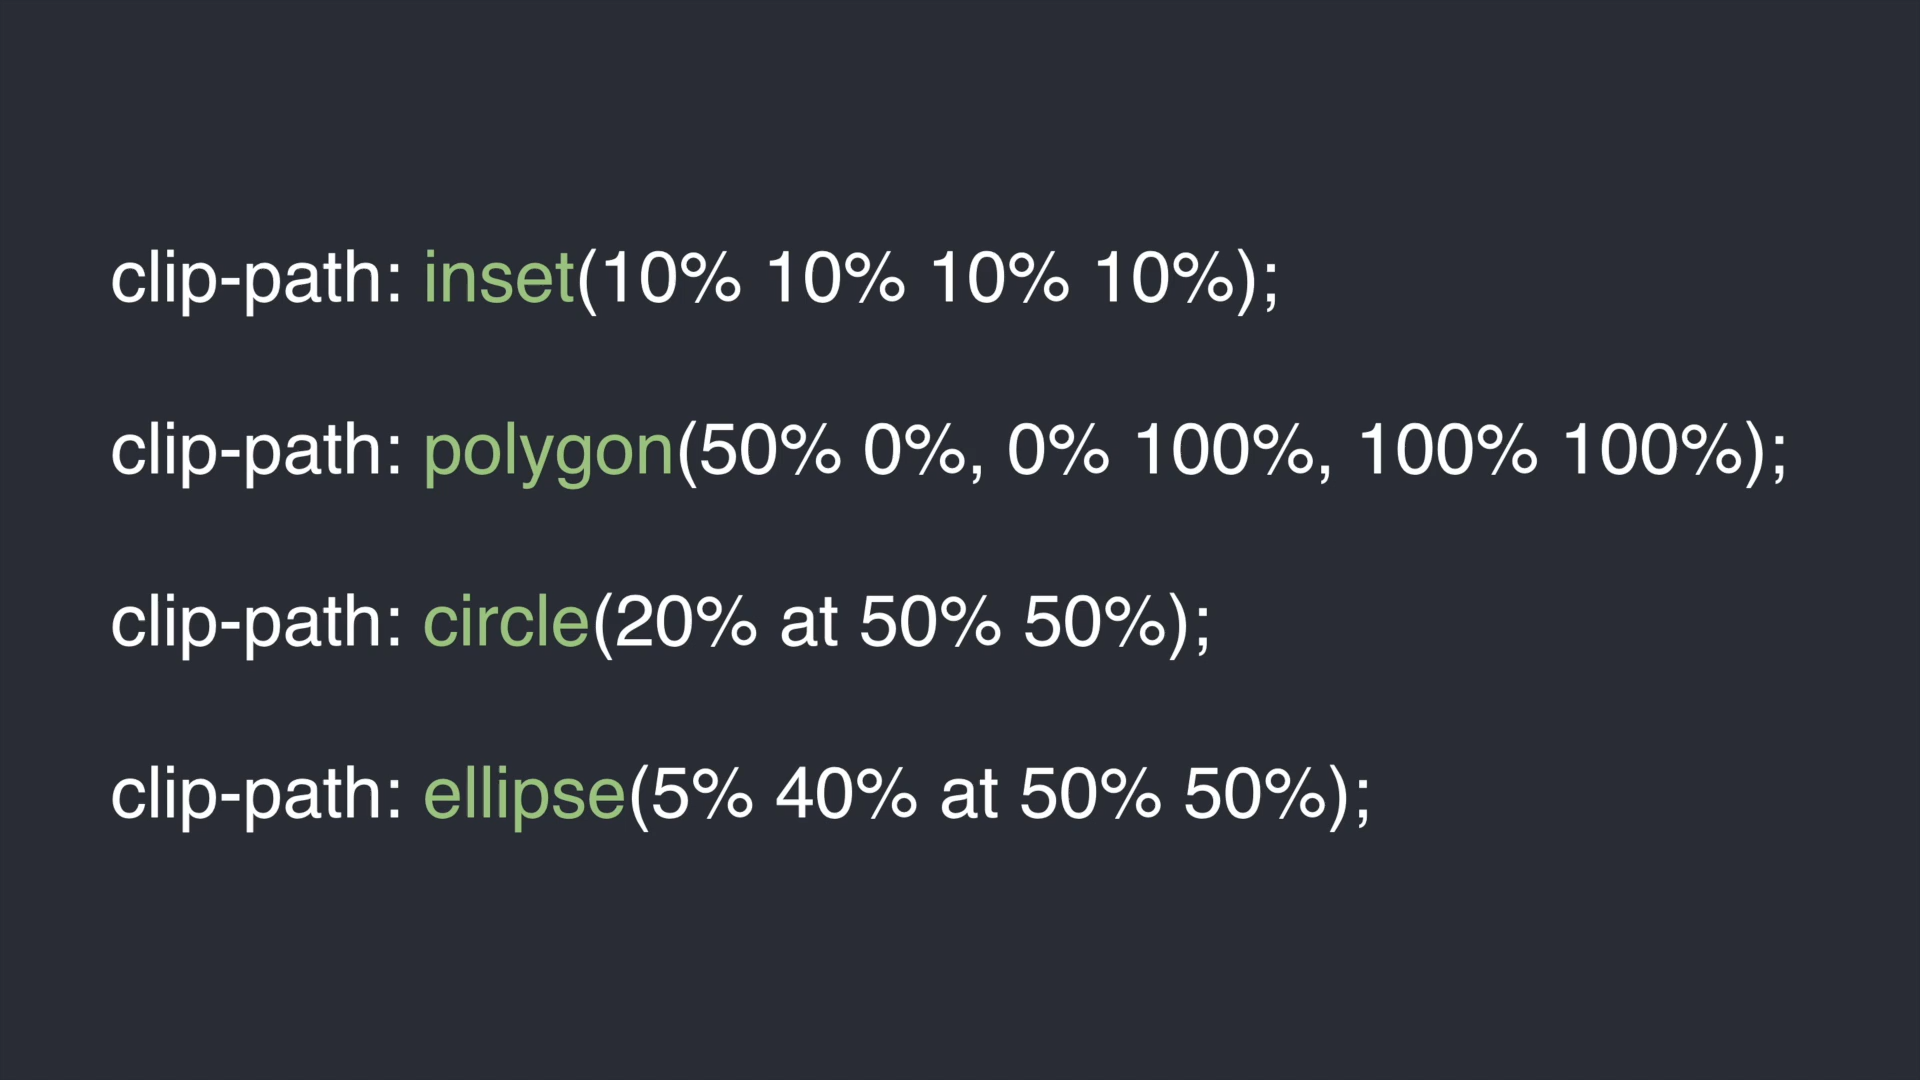 clip-path: inset(10% 10% 10% 10%);
clip-path: polygon(50% 0%, 0% 100%, 100% 100%);
clip-path: circle(20% at 50% 50%);
clip-path: ellipse(5% 40% at 50% 50%);